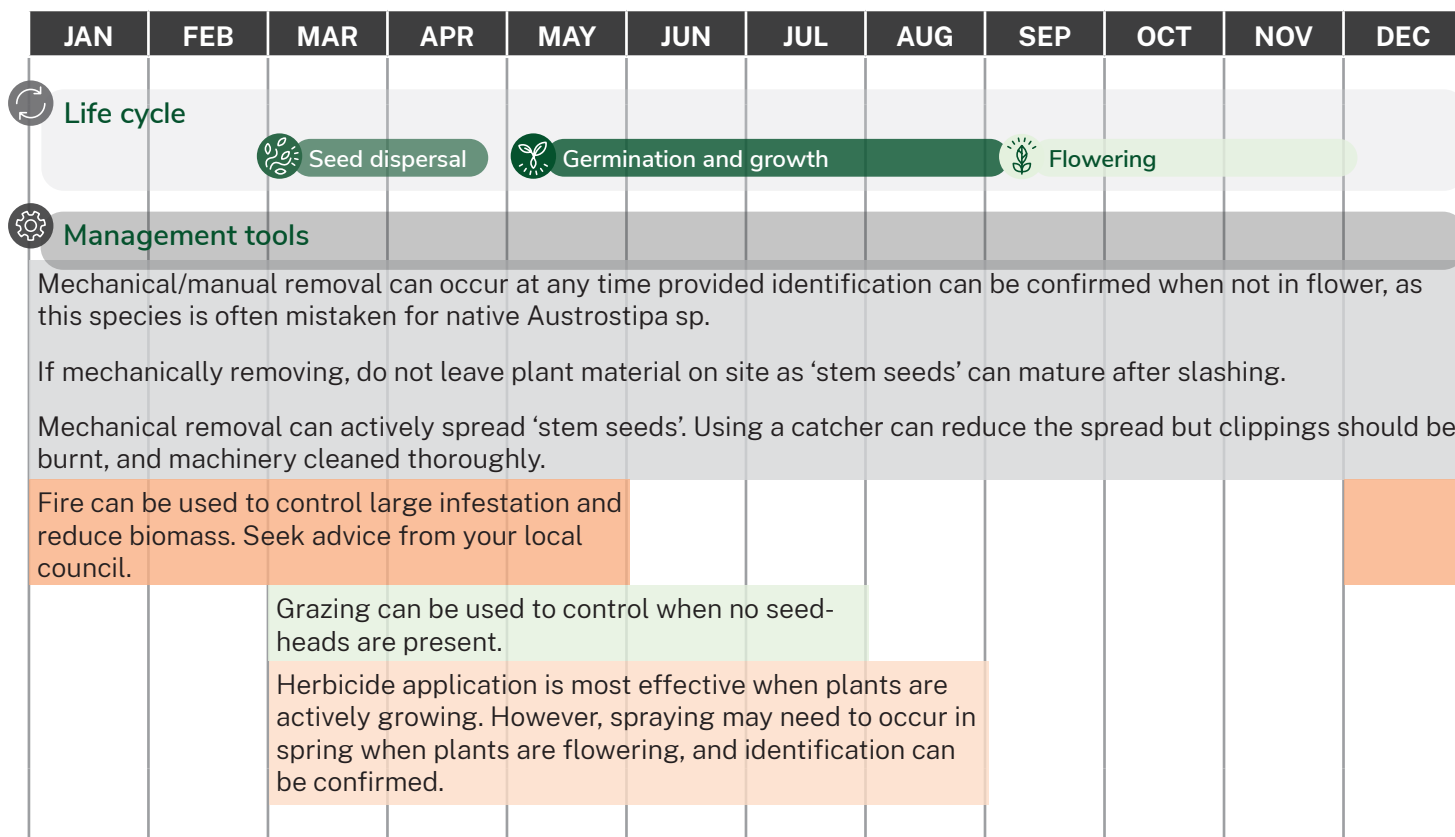 JAN FEB MAR APR MAY JUN JUL AUG SEP OCT NOV DEC
Life cycle
Seed dispersal Germination and growth Flowering
Management tools
Mechanical/manual removal can occur at any time provided identification can be confirmed when not in flower, as
this species is often mistaken for native Austrostipa sp.
If mechanically removing, do not leave plant material on site as ‘stem seeds’ can mature after slashing.
Mechanical removal can actively spread ‘stem seeds’. Using a catcher can reduce the spread but clippings should be
burnt, and machinery cleaned thoroughly.
Fire can be used to control large infestation and
reduce biomass. Seek advice from your local
council.
Grazing can be used to control when no seed-
heads are present.
Herbicide application is most effective when plants are
actively growing. However, spraying may need to occur in
spring when plants are flowering, and identification can
be confirmed.